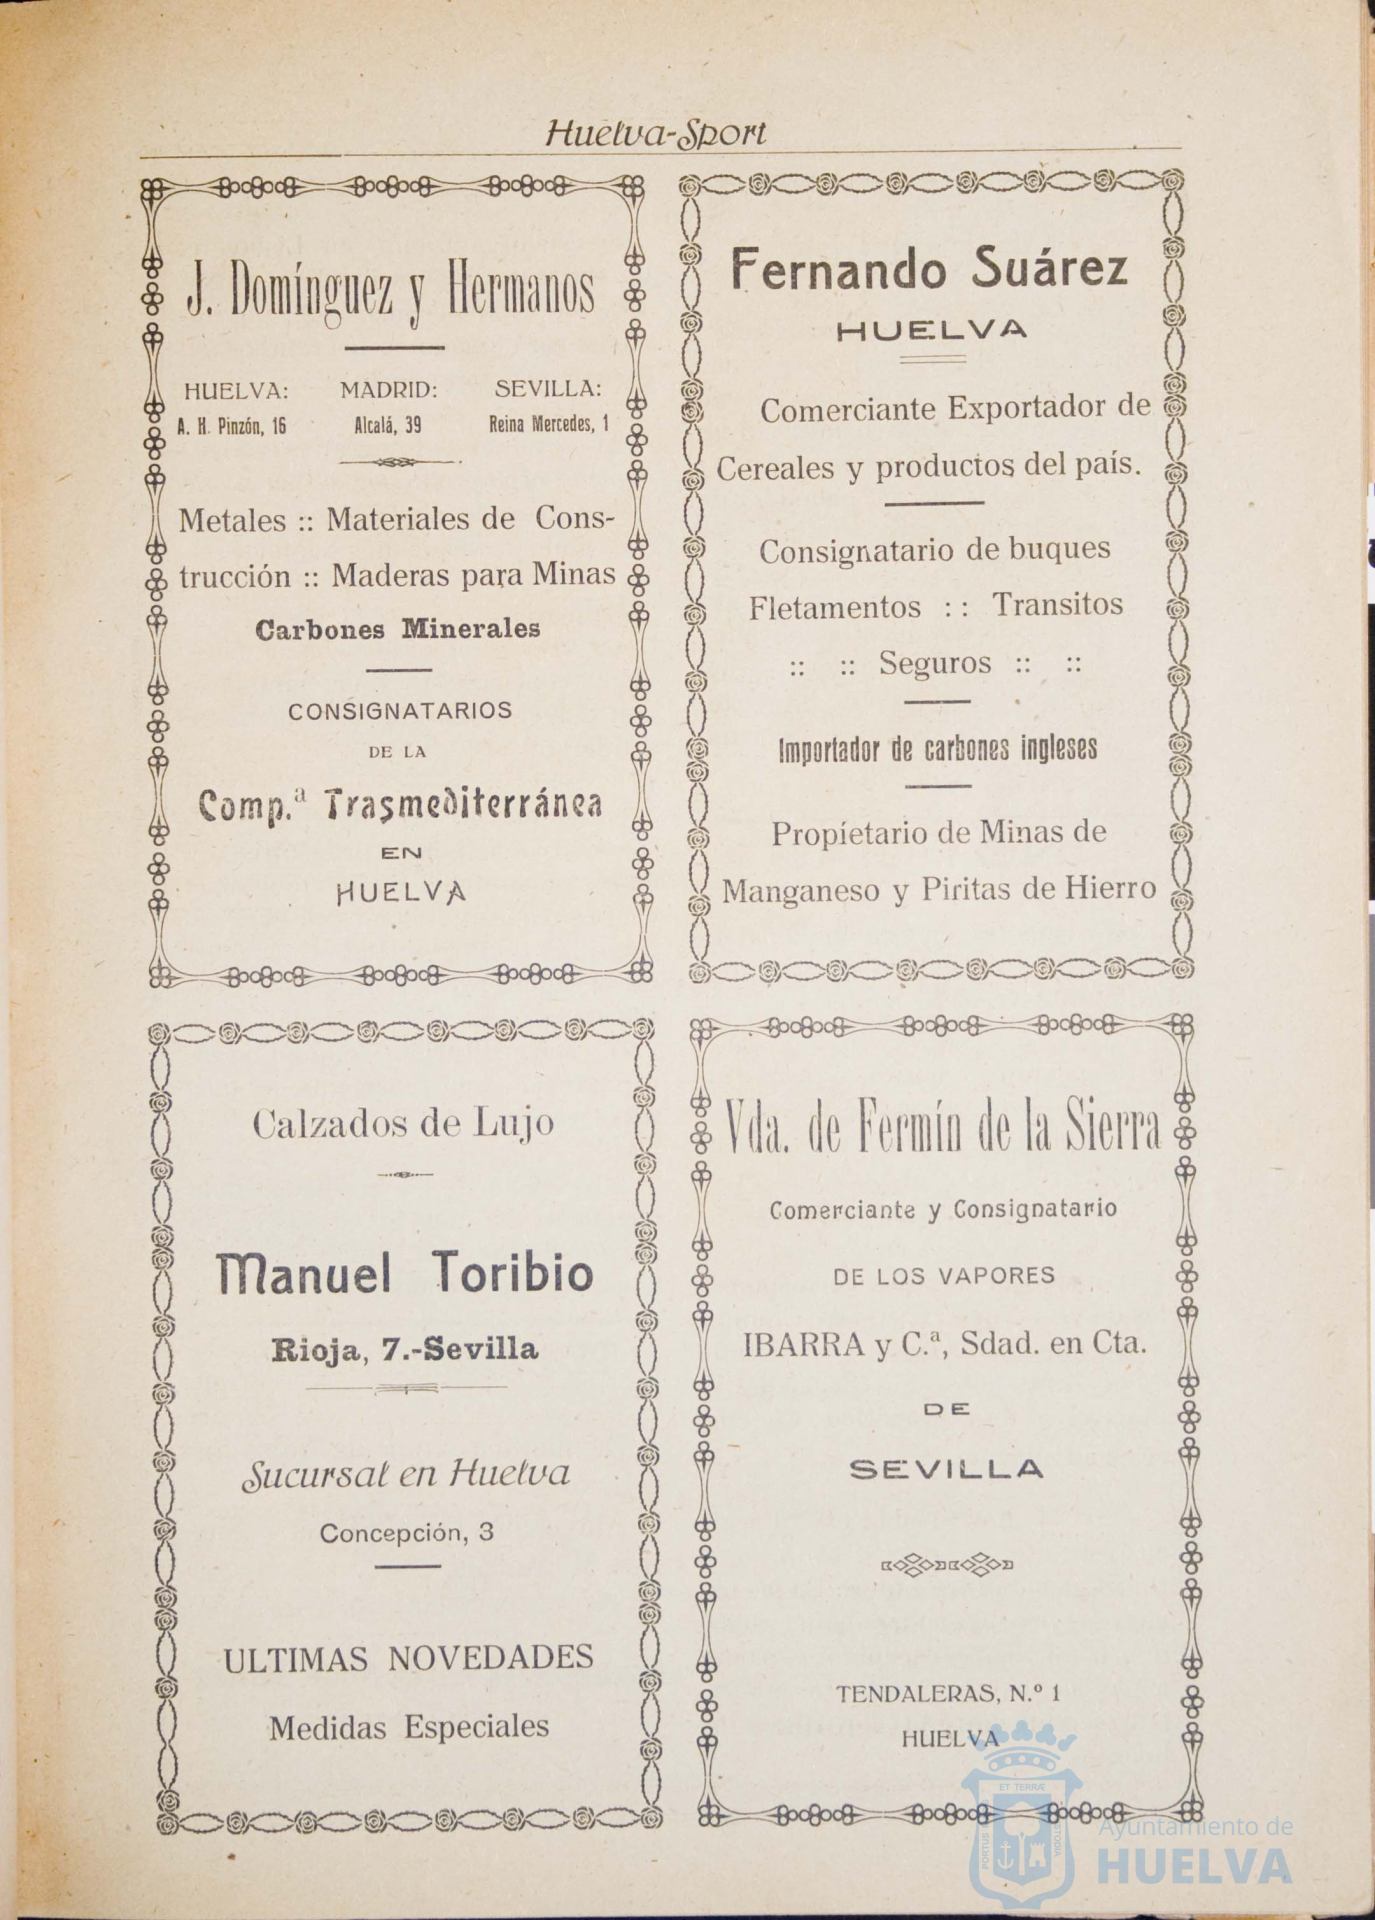 Huelva-Sport
J. Domínguez y Hermanos
HUELVA: MADRID: SEVILLA:
A. H. Pinzón, 16 Alcalá, 39 Reina Mercedes, 1
Metales :: Materiales de Cons-
trucción :: Maderas para Minas
Carbones Minerales
CONSIGNATARIOS
DE LA
Comp.ª Trasmediterránea
EN
HUELVA
Fernando Suárez
HUELVA
Comerciante Exportador de
Cereales y productos del país.
Consignatario de buques
Fletamentos :: Transitos
:: :: Seguros :: ::
Importador de carbones ingleses
Propietario de Minas de
Manganeso y Piritas de Hierro
Calzados de Lujo
Manuel Toribio
Rioja, 7.-Sevilla
Sucursal en Huelva
Concepción, 3
ULTIMAS NOVEDADES
Medidas Especiales
Vda. de Fermín de la Sierra
Comerciante y Consignatario
DE LOS VAPORES
IBARRA y C.ª, Sdad. en Cta.
DE
SEVILLA
TENDALERAS, N.º 1
HUELVA
PORTUS ET TERRÆ CUSTODIA
Ayuntamiento de
HUELVA